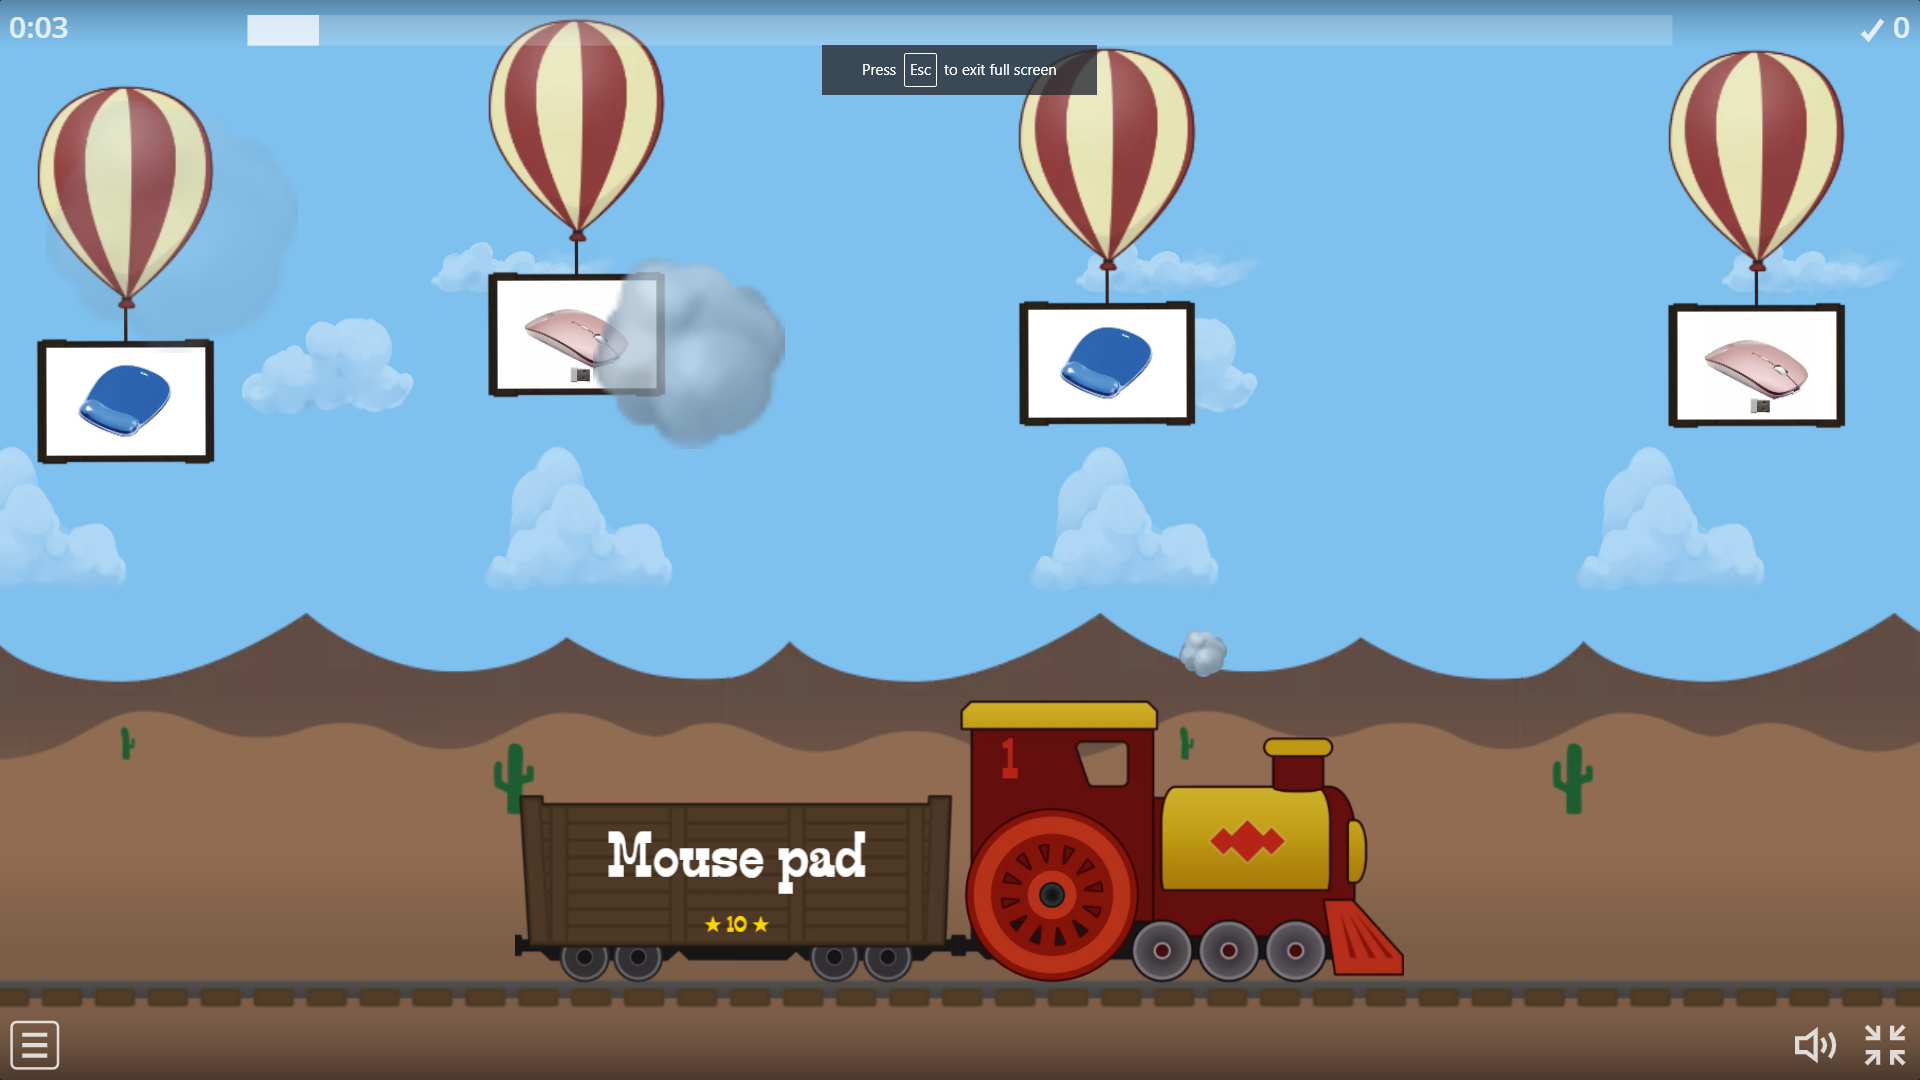 0:03
0
Press Esc to exit full screen
1
Mouse pad
★ 10 ★